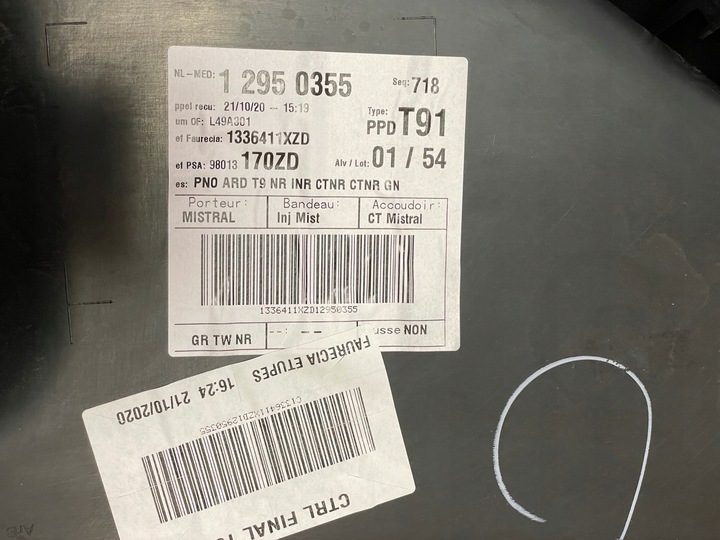 NL-MED: 1 295 0355 Seq: 718
ppel recu: 21/10/20 -- 15:19
um OF: L49A301 Type: PPD T91
ef Faurecia: 1336411XZD
ef PSA: 98013 170ZD Alv / Lot: 01 / 54
es: PNO ARD T9 NR INR CTNR CTNR GN
Porteur: Bandeau: Accoudoir:
MISTRAL Inj Mist CT Mistral
1336411XZD12950355
GR TW NR --: -- usse NON
FAURECIA ETUPES 16:24 21/10/2020
C1336411XZD12950355
CTRL FINAL